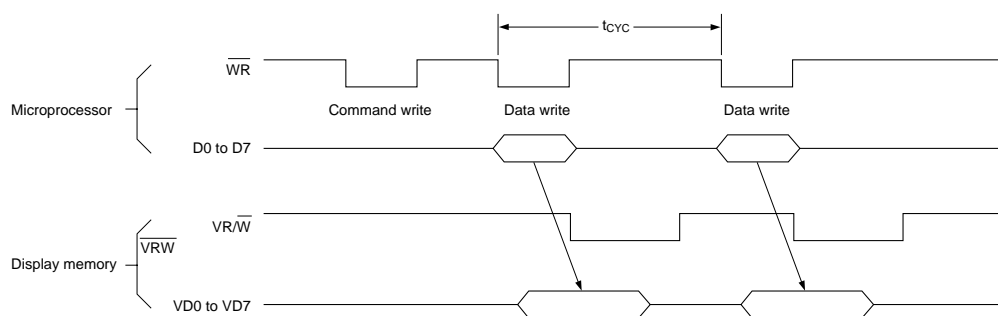 tCYC
WR
Microprocessor
Command write
Data write
Data write
D0 to D7
VR/W
VRW
Display memory
VD0 to VD7